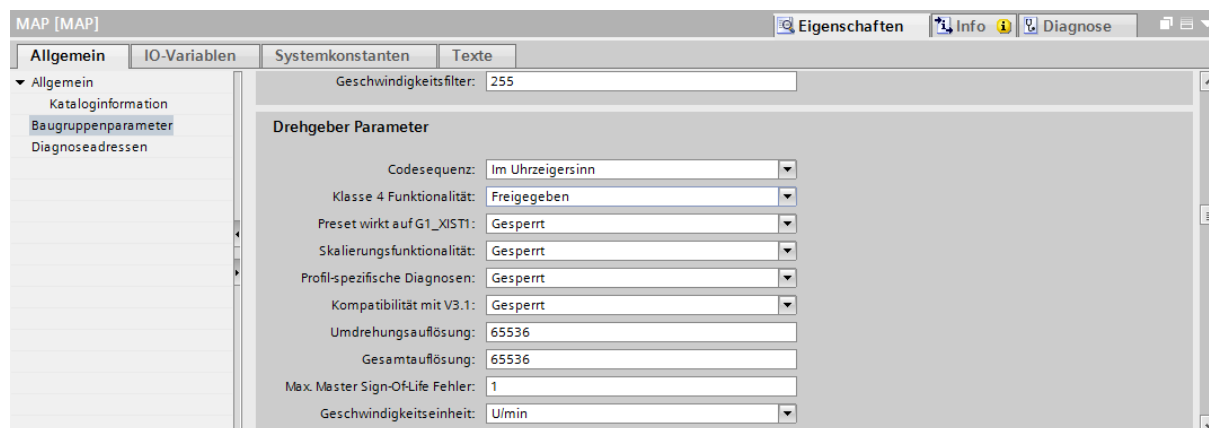 MAP [MAP]
Eigenschaften
Info
Diagnose
Allgemein
IO-Variablen
Systemkonstanten
Texte
Allgemein
Kataloginformation
Baugruppenparameter
Diagnoseadressen
Geschwindigkeitsfilter: 255
Drehgeber Parameter
Codesequenz: Im Uhrzeigersinn
Klasse 4 Funktionalität: Freigegeben
Preset wirkt auf G1_XIST1: Gesperrt
Skalierungsfunktionalität: Gesperrt
Profil-spezifische Diagnosen: Gesperrt
Kompatibilität mit V3.1: Gesperrt
Umdrehungsauflösung: 65536
Gesamtauflösung: 65536
Max. Master Sign-Of-Life Fehler: 1
Geschwindigkeitseinheit: U/min